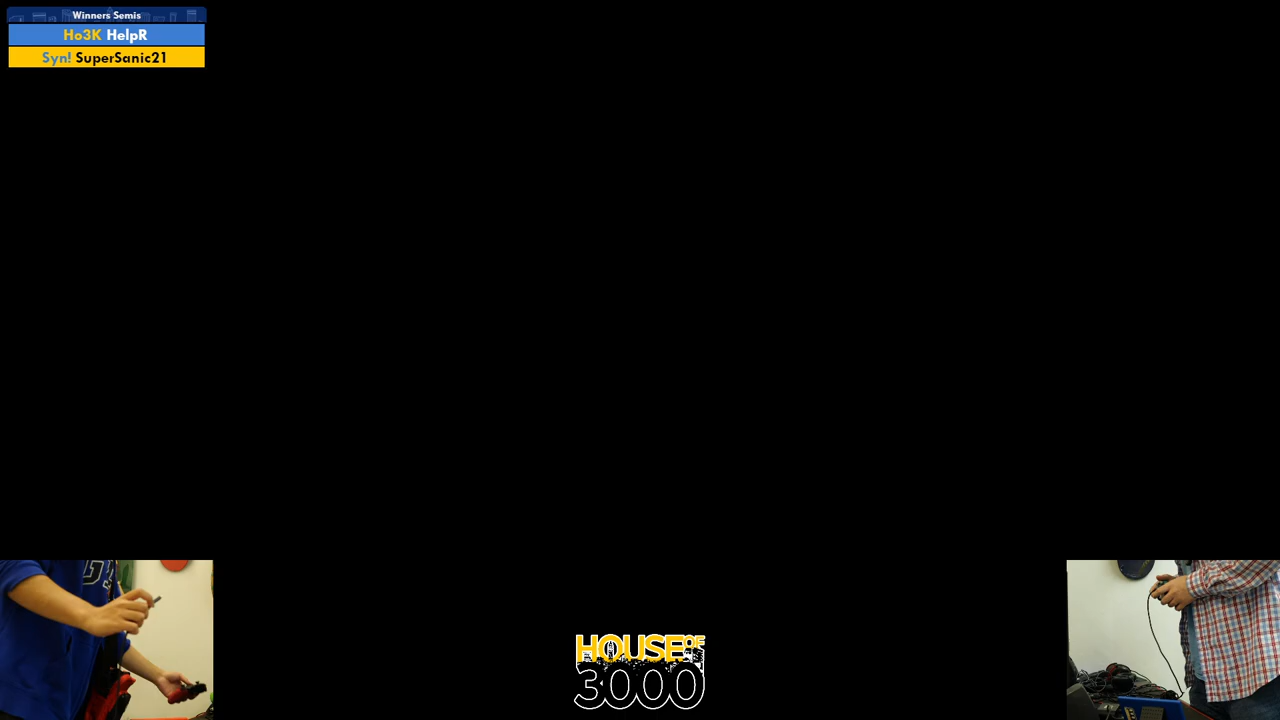 Winners Semis
Ho3K HelpR
Syn! SuperSanic21
HOUSE OF
3000